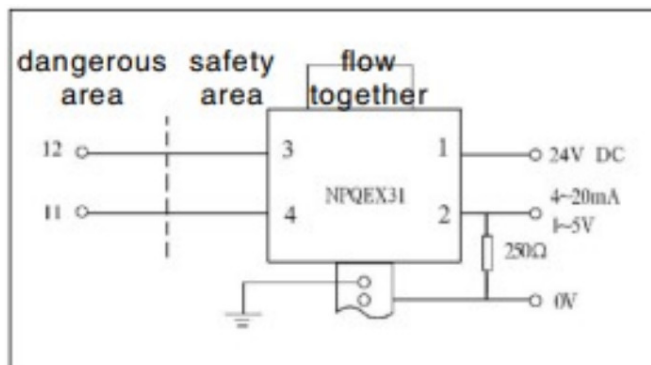 dangerous area
safety area
flow together
12
3
1
24V DC
NPQEX31
4~20mA
11
4
2
1~5V
250Ω
0V